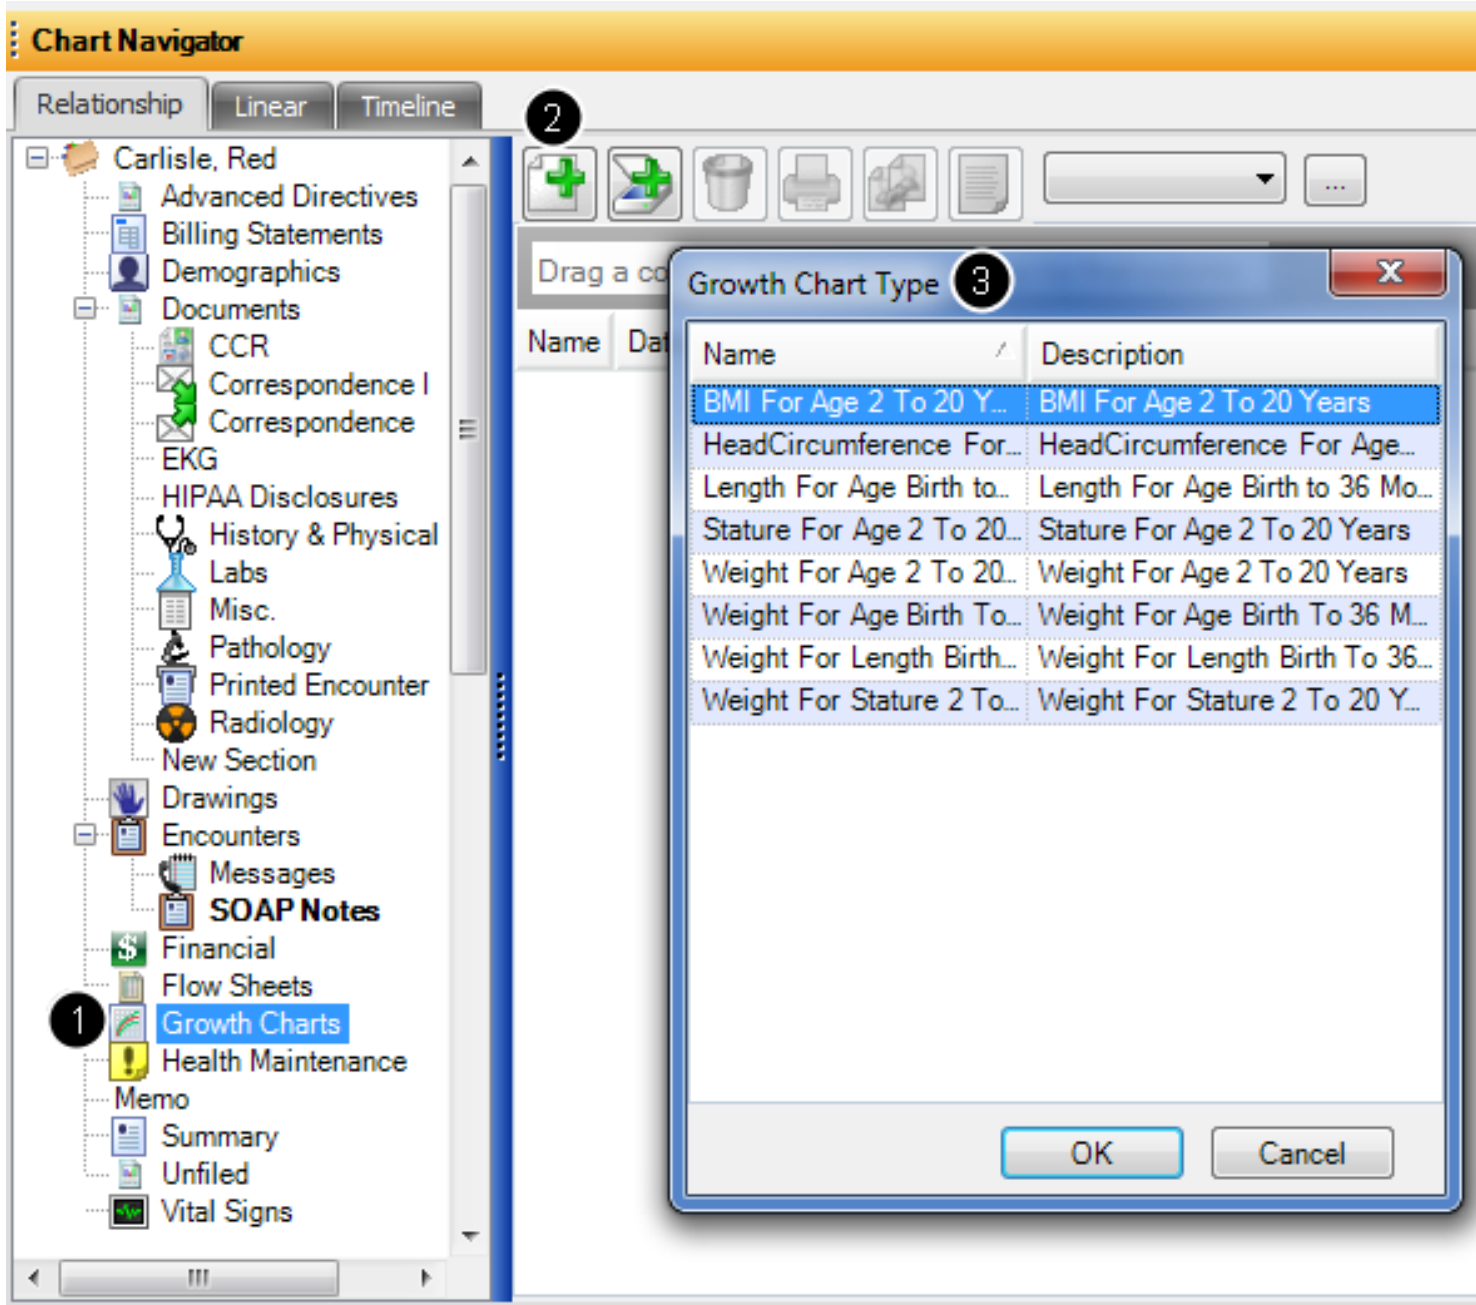 Chart Navigator
Relationship Linear Timeline
2
Carlisle, Red
Advanced Directives
Billing Statements
Demographics
Documents
CCR
Correspondence I
Correspondence
EKG
HIPAA Disclosures
History & Physical
Labs
Misc.
Pathology
Printed Encounter
Radiology
New Section
Drawings
Encounters
Messages
SOAP Notes
Financial
Flow Sheets
1 Growth Charts
Health Maintenance
Memo
Summary
Unfiled
Vital Signs
...
Drag a co
Name Dat
Growth Chart Type 3
Name Description
BMI For Age 2 To 20 Y... BMI For Age 2 To 20 Years
HeadCircumference For... HeadCircumference For Age...
Length For Age Birth to... Length For Age Birth to 36 Mo...
Stature For Age 2 To 20... Stature For Age 2 To 20 Years
Weight For Age 2 To 20... Weight For Age 2 To 20 Years
Weight For Age Birth To... Weight For Age Birth To 36 M...
Weight For Length Birth... Weight For Length Birth To 36...
Weight For Stature 2 To... Weight For Stature 2 To 20 Y...
OK Cancel